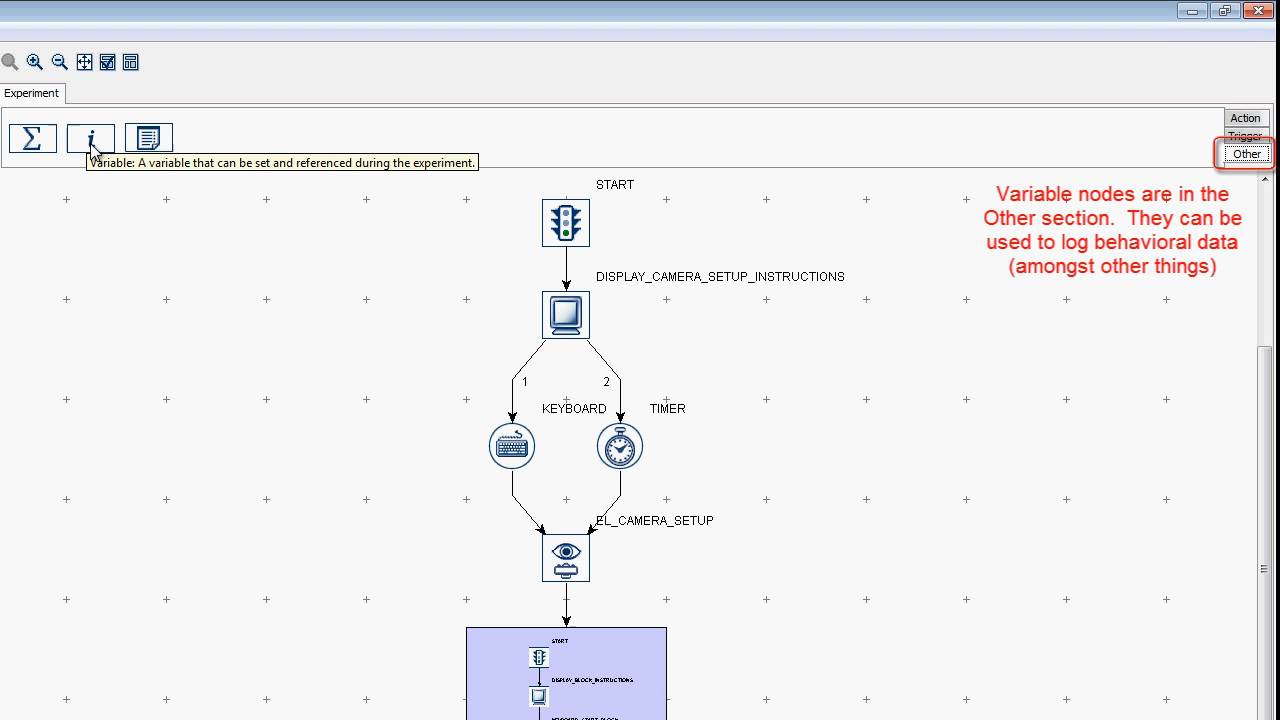 Experiment
Action
Trigger
Other
Variable: A variable that can be set and referenced during the experiment.
START
Variable nodes are in the
Other section. They can be
used to log behavioral data
(amongst other things)
DISPLAY_CAMERA_SETUP_INSTRUCTIONS
1
2
KEYBOARD
TIMER
EL_CAMERA_SETUP
START
DISPLAY_BLOCK_INSTRUCTIONS